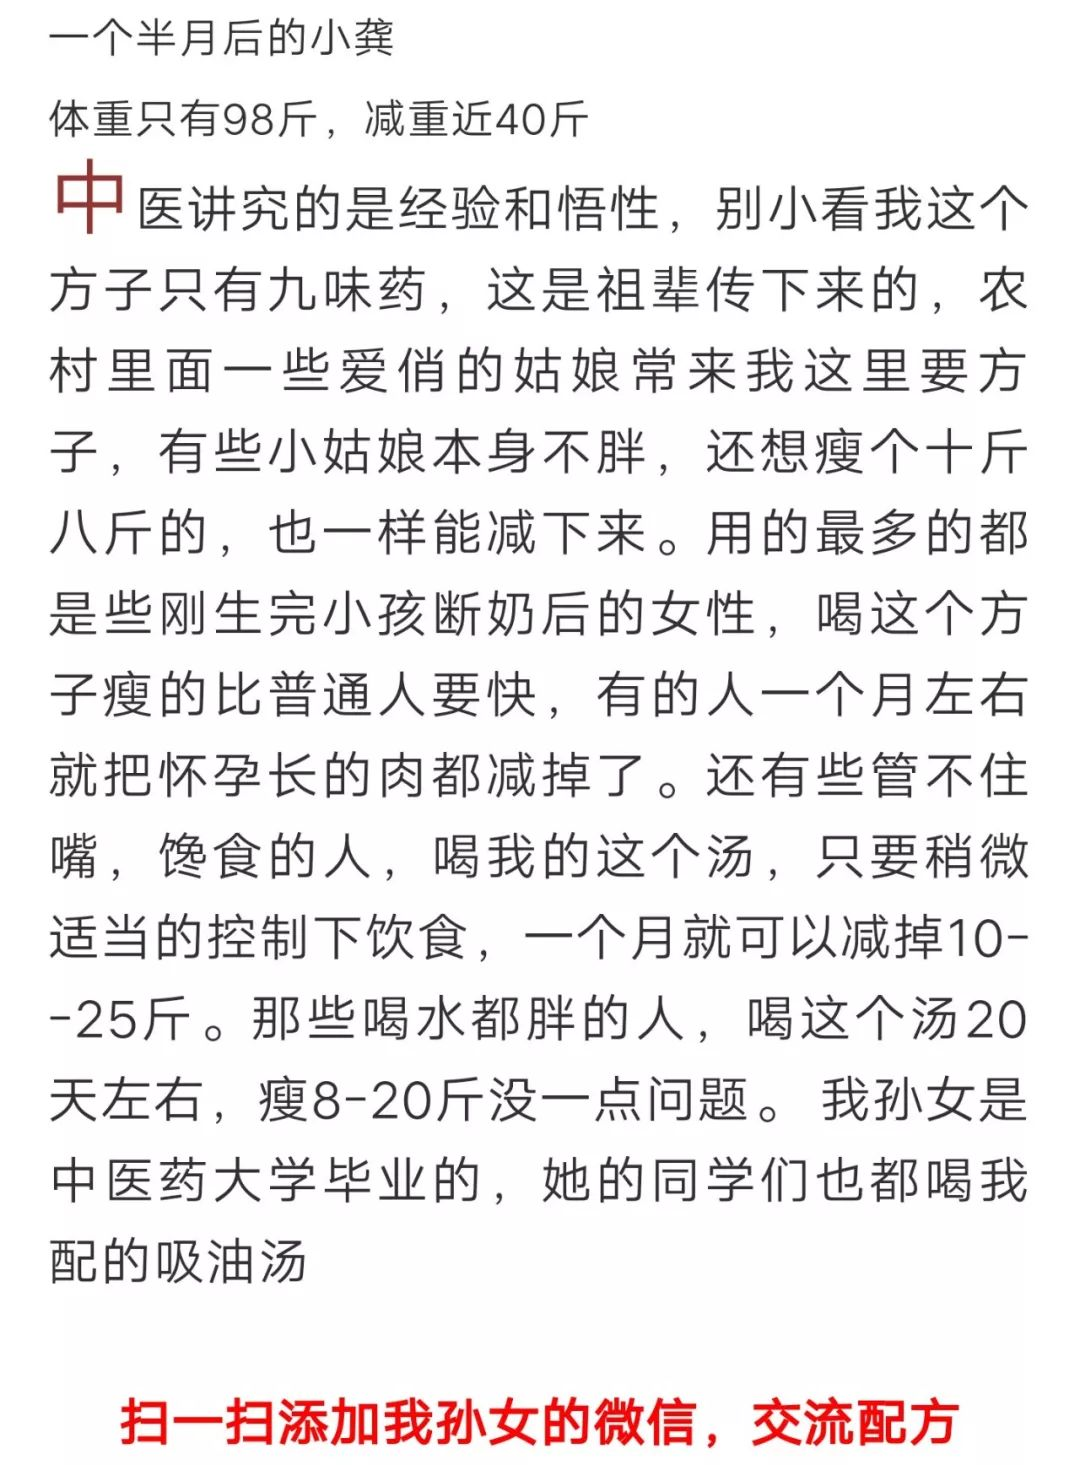 一个半月后的小龚
体重只有98斤，减重近40斤
中医讲究的是经验和悟性，别小看我这个
方子只有九味药，这是祖辈传下来的，农
村里面一些爱俏的姑娘常来我这里要方
子，有些小姑娘本身不胖，还想瘦个十斤
八斤的，也一样能减下来。用的最多的都
是些刚生完小孩断奶后的女性，喝这个方
子瘦的比普通人要快，有的人一个月左右
就把怀孕长的肉都减掉了。还有些管不住
嘴，馋食的人，喝我的这个汤，只要稍微
适当的控制下饮食，一个月就可以减掉10-
-25斤。那些喝水都胖的人，喝这个汤20
天左右，瘦8-20斤没一点问题。 我孙女是
中医药大学毕业的，她的同学们也都喝我
配的吸油汤
扫一扫添加我孙女的微信，交流配方